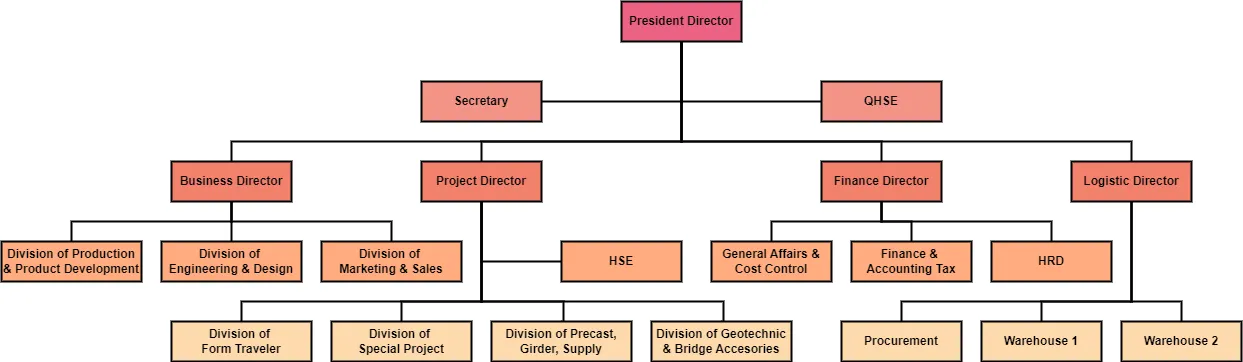 President Director
Secretary
QHSE
Business Director
Project Director
Finance Director
Logistic Director
Division of Production
& Product Development
Division of
Engineering & Design
Division of
Marketing & Sales
HSE
General Affairs &
Cost Control
Finance &
Accounting Tax
HRD
Division of
Form Traveler
Division of
Special Project
Division of Precast,
Girder, Supply
Division of Geotechnic
& Bridge Accesories
Procurement
Warehouse 1
Warehouse 2